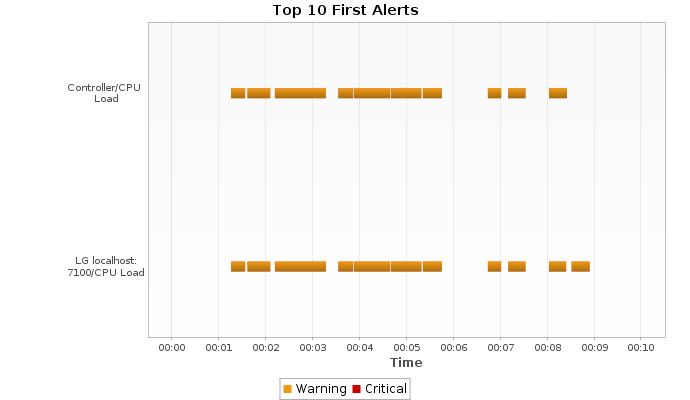 Top 10 First Alerts
Controller/CPU
Load
LG localhost:
7100/CPU Load
00:00 00:01 00:02 00:03 00:04 00:05 00:06 00:07 00:08 00:09 00:10
Time
Warning Critical